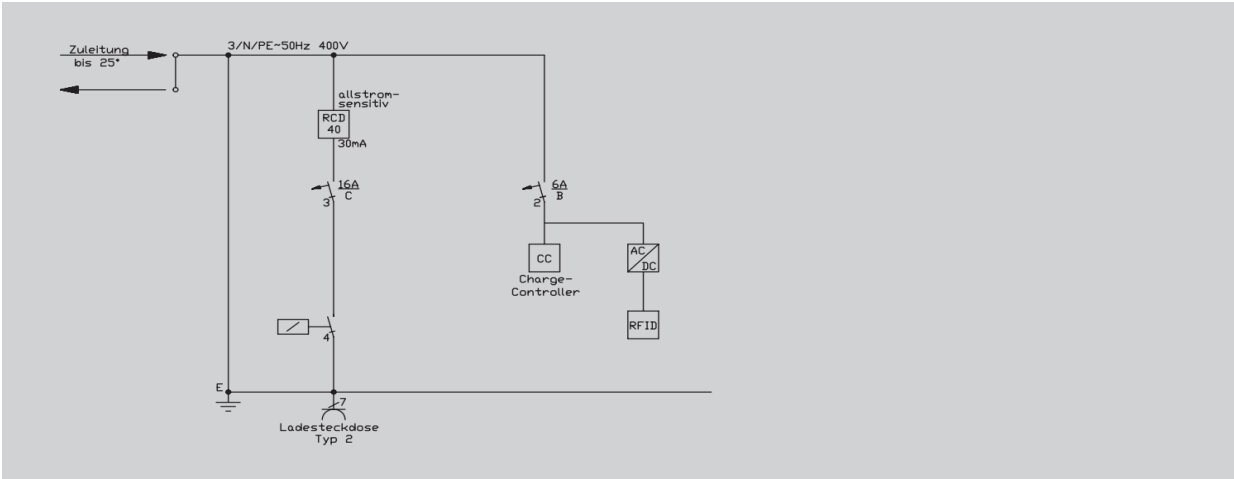 3/N/PE~50Hz 400V
Zuleitung
bis 25°
allstrom-
sensitiv
RCD
40
30mA
16A
C
3
6A
B
2
CC
Charge-
Controller
AC
DC
RFID
4
E
7
Ladesteckdose
Typ 2